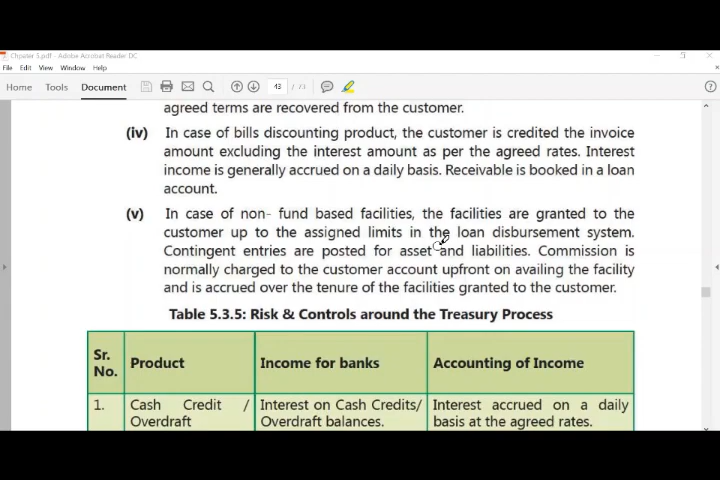 Chpater 5.pdf - Adobe Acrobat Reader DC
File Edit View Window Help
Home Tools Document 43 / 73
agreed terms are recovered from the customer.
(iv) In case of bills discounting product, the customer is credited the invoice
amount excluding the interest amount as per the agreed rates. Interest
income is generally accrued on a daily basis. Receivable is booked in a loan
account.
(v) In case of non- fund based facilities, the facilities are granted to the
customer up to the assigned limits in the loan disbursement system.
Contingent entries are posted for asset and liabilities. Commission is
normally charged to the customer account upfront on availing the facility
and is accrued over the tenure of the facilities granted to the customer.
Table 5.3.5: Risk & Controls around the Treasury Process
Sr. No. Product Income for banks Accounting of Income
1. Cash Credit / Interest on Cash Credits/ Interest accrued on a daily
Overdraft Overdraft balances. basis at the agreed rates.